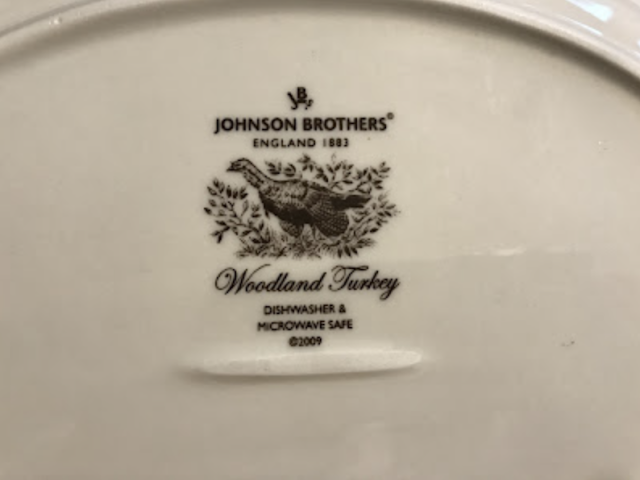 JB
JOHNSON BROTHERS®
ENGLAND 1883
Woodland Turkey
DISHWASHER &
MICROWAVE SAFE
©2009